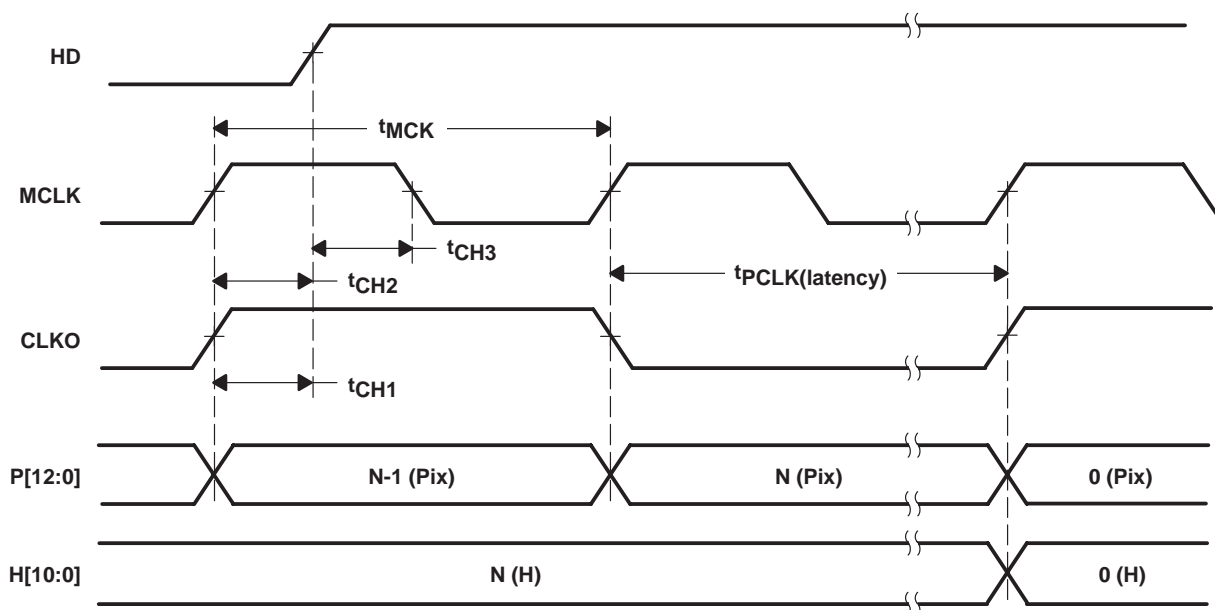 HD
tMCK
MCLK
tCH3
tCH2
tPCLK(latency)
CLKO
tCH1
P[12:0]
N-1 (Pix)
N (Pix)
0 (Pix)
H[10:0]
N (H)
0 (H)